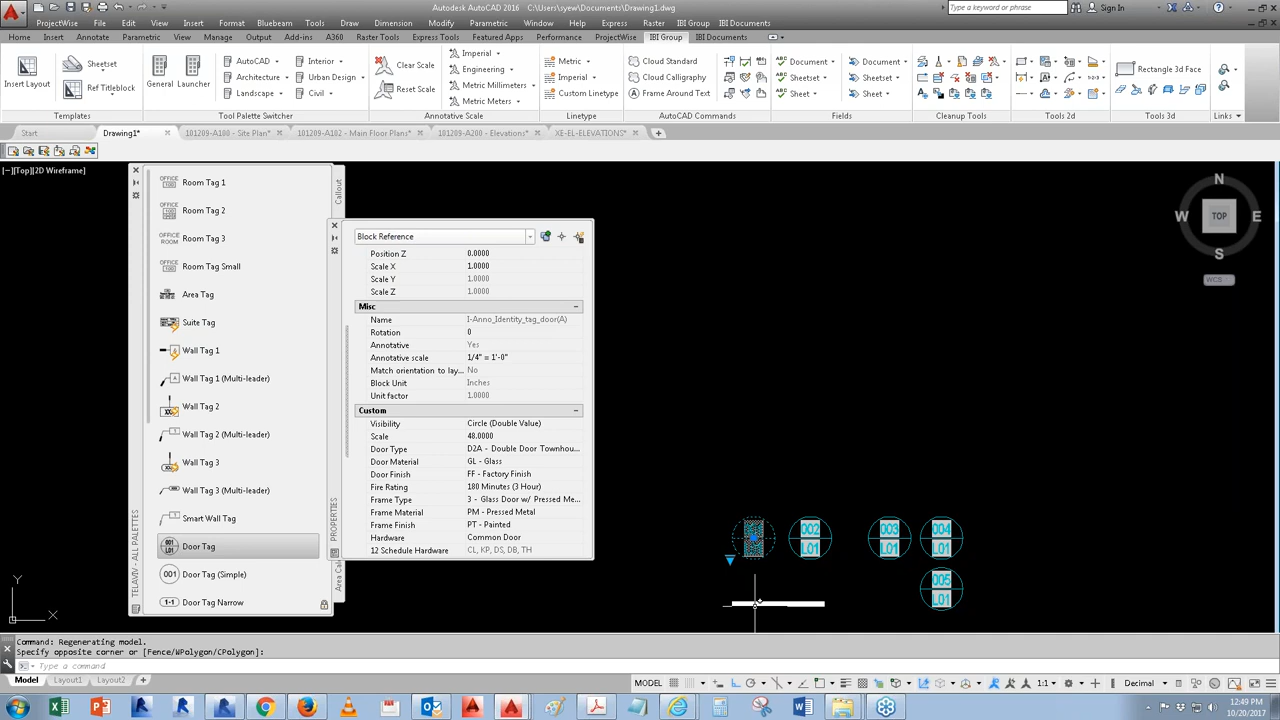 Autodesk AutoCAD 2016   C:\Users\yyew\Documents\Drawing1.dwg
Type a keyword or phrase
Sign In
ProjectWise File Edit View Insert Format Bluebeam Tools Draw Dimension Modify Parametric Window Help Express IBI Group IBI Documents
Home Insert Annotate Parametric View Manage Output Add-ins A360 Raster Tools Express Tools Featured Apps Performance ProjectWise IBI Group IBI Documents
Insert Layout
Sheetset
Ref Titleblock
Templates
General
Launcher
AutoCAD
Architecture
Landscape
Interior
Urban Design
Civil
Tool Palette Switcher
Clear Scale
Reset Scale
Imperial
Engineering
Metric Millimeters
Metric Meters
Annotative Scale
Metric
Imperial
Custom Linetype
Cloud Standard
Cloud Calligraphy
Frame Around Text
AutoCAD Commands
Document
Sheetset
Sheet
Document
Sheetset
Sheet
Fields
Cleanup Tools
Tools 2d
Rectangle 3d Face
Tools 3d
Links
Start
Drawing1*
101209-A100 - Site Plan*
101209-A102 - Main Floor Plans*
101209-A200 - Elevations*
XE-EL-ELEVATIONS*
[−][Top][2D Wireframe]
Room Tag 1
Room Tag 2
Room Tag 3
Room Tag Small
Area Tag
Suite Tag
Wall Tag 1
Wall Tag 1 (Multi-leader)
Wall Tag 2
Wall Tag 2 (Multi-leader)
Wall Tag 3
Wall Tag 3 (Multi-leader)
Smart Wall Tag
Door Tag
Door Tag (Simple)
Door Tag Narrow
Callout
Area Cal
TELAVIV - ALL PALETTES
PROPERTIES
Block Reference
Position Z 0.0000
Scale X 1.0000
Scale Y 1.0000
Scale Z 1.0000
Misc
Name I-Anno_Identity_tag_door(A)
Rotation 0
Annotative Yes
Annotative scale 1/4" = 1'-0"
Match orientation to lay... No
Block Unit Inches
Unit factor 1.0000
Custom
Visibility Circle (Double Value)
Scale 48.0000
Door Type D2A - Double Door Townhou...
Door Material GL - Glass
Door Finish FF - Factory Finish
Fire Rating 180 Minutes (3 Hour)
Frame Type 3 - Glass Door w/ Pressed Me...
Frame Material PM - Pressed Metal
Frame Finish PT - Painted
Hardware Common Door
12 Schedule Hardware CL, KP, DS, DB, TH
N
W TOP E
S
WCS
002 003 004
L01 L01 L01
005
L01
Y
X
Command: Regenerating model.
Specify opposite corner or [Fence/WPolygon/CPolygon]:
Type a command
Model Layout1 Layout2 +
MODEL
1:1
Decimal
12:49 PM
10/20/2017